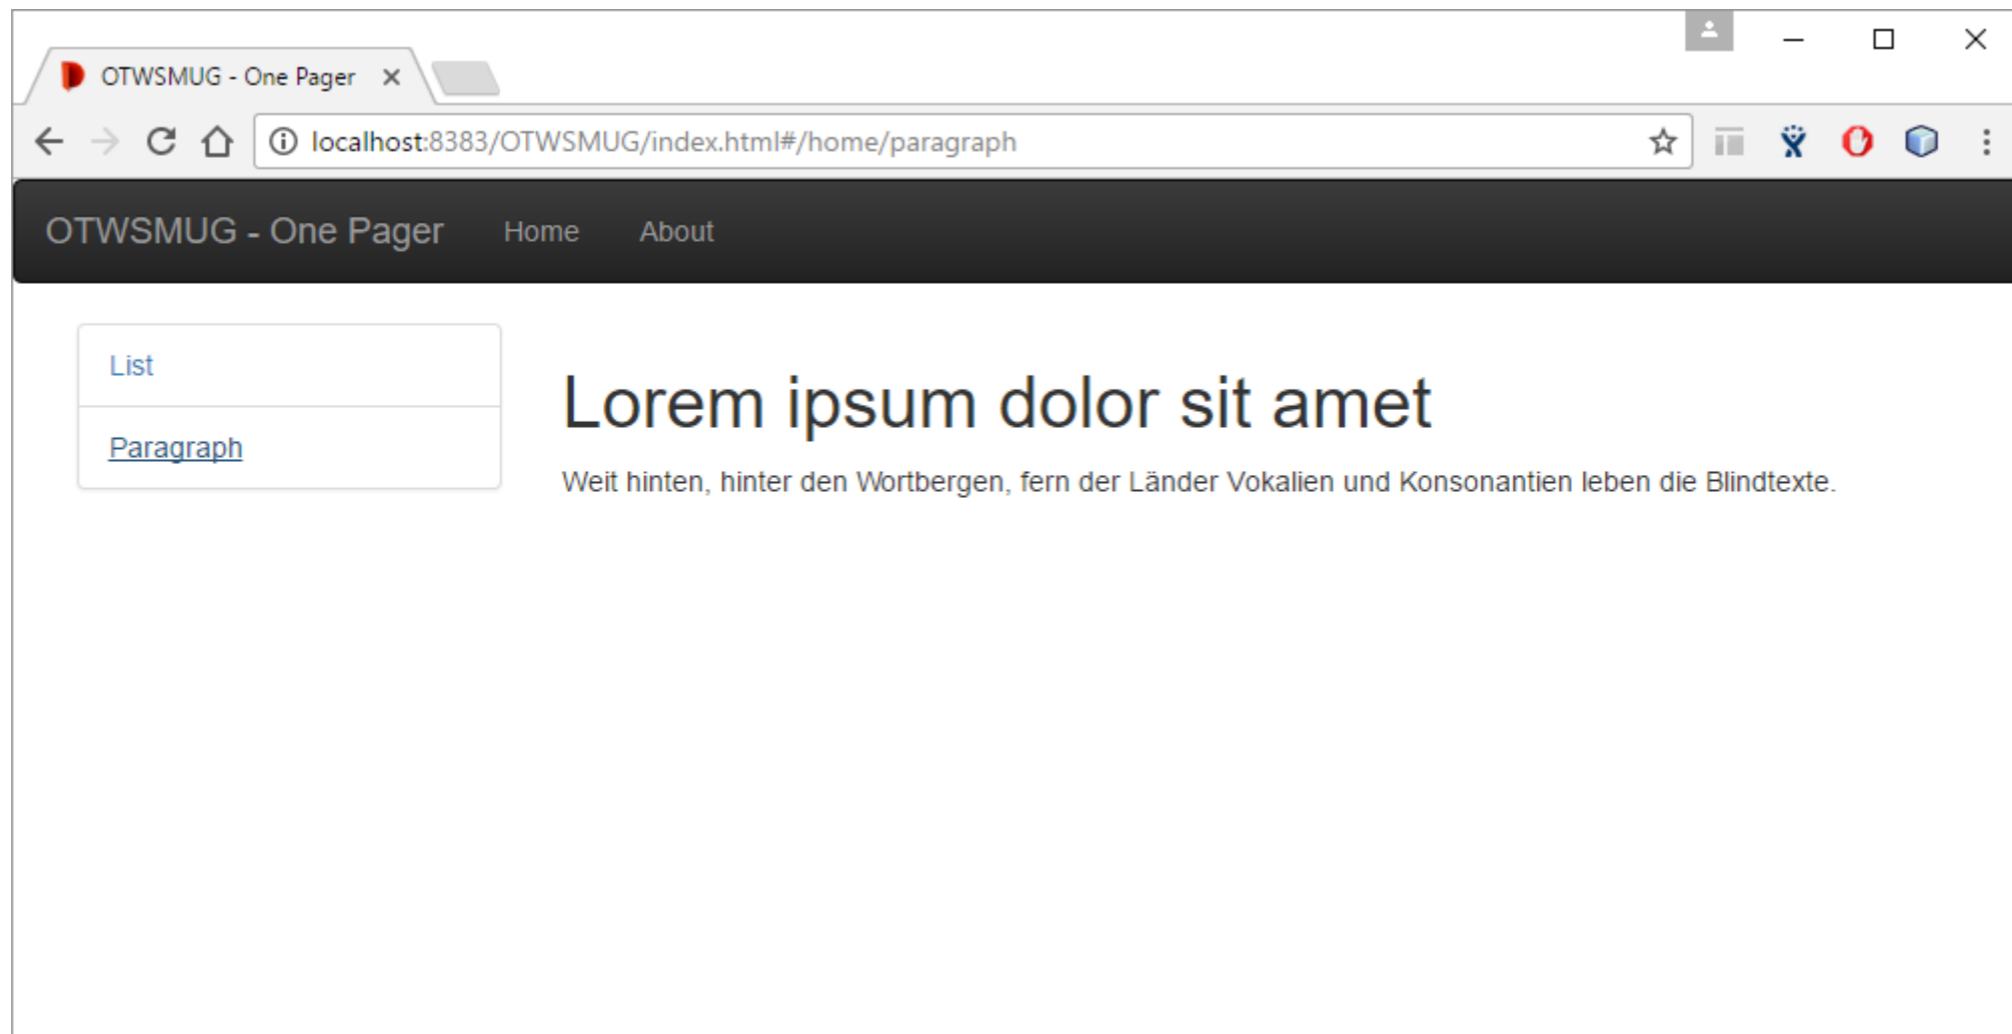 OTWSMUG - One Pager
localhost:8383/OTWSMUG/index.html#/home/paragraph
OTWSMUG - One Pager Home About
List
Paragraph
Lorem ipsum dolor sit amet
Weit hinten, hinter den Wortbergen, fern der Länder Vokalien und Konsonantien leben die Blindtexte.